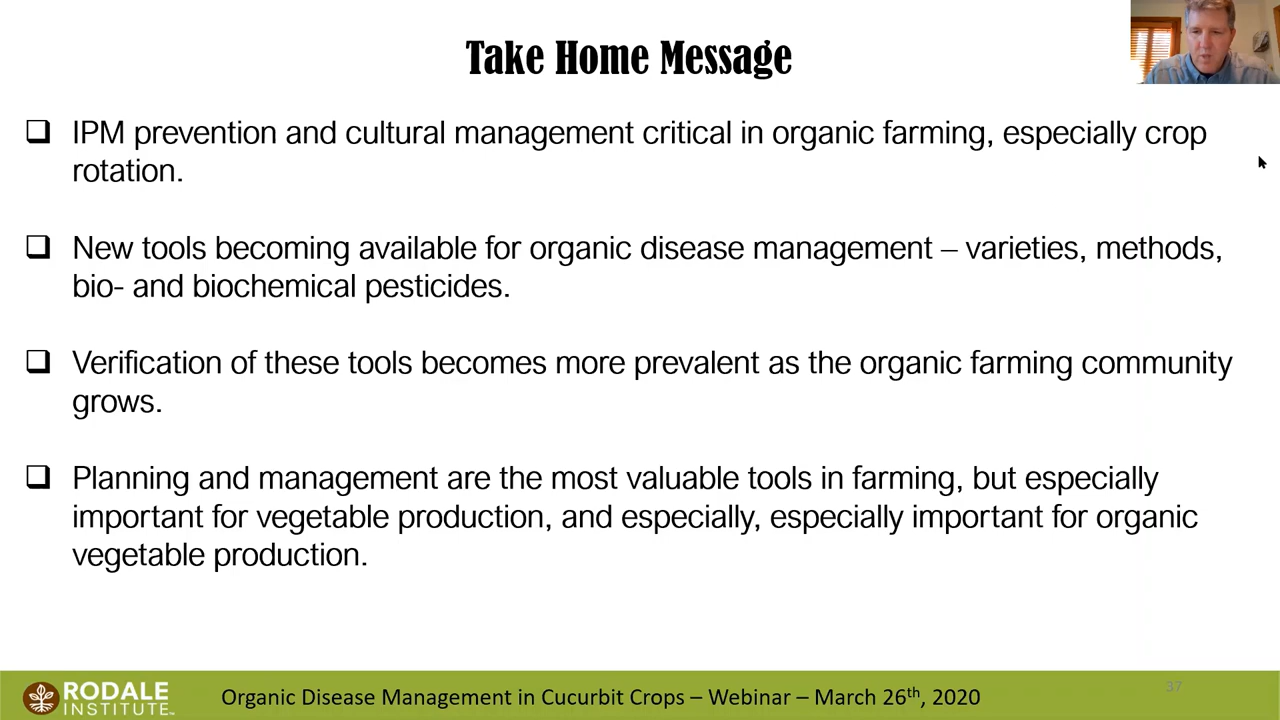 Take Home Message
❑ IPM prevention and cultural management critical in organic farming, especially crop
rotation.
❑ New tools becoming available for organic disease management – varieties, methods,
bio- and biochemical pesticides.
❑ Verification of these tools becomes more prevalent as the organic farming community
grows.
❑ Planning and management are the most valuable tools in farming, but especially
important for vegetable production, and especially, especially important for organic
vegetable production.
37
RODALE
INSTITUTE™
Organic Disease Management in Cucurbit Crops – Webinar – March 26th, 2020